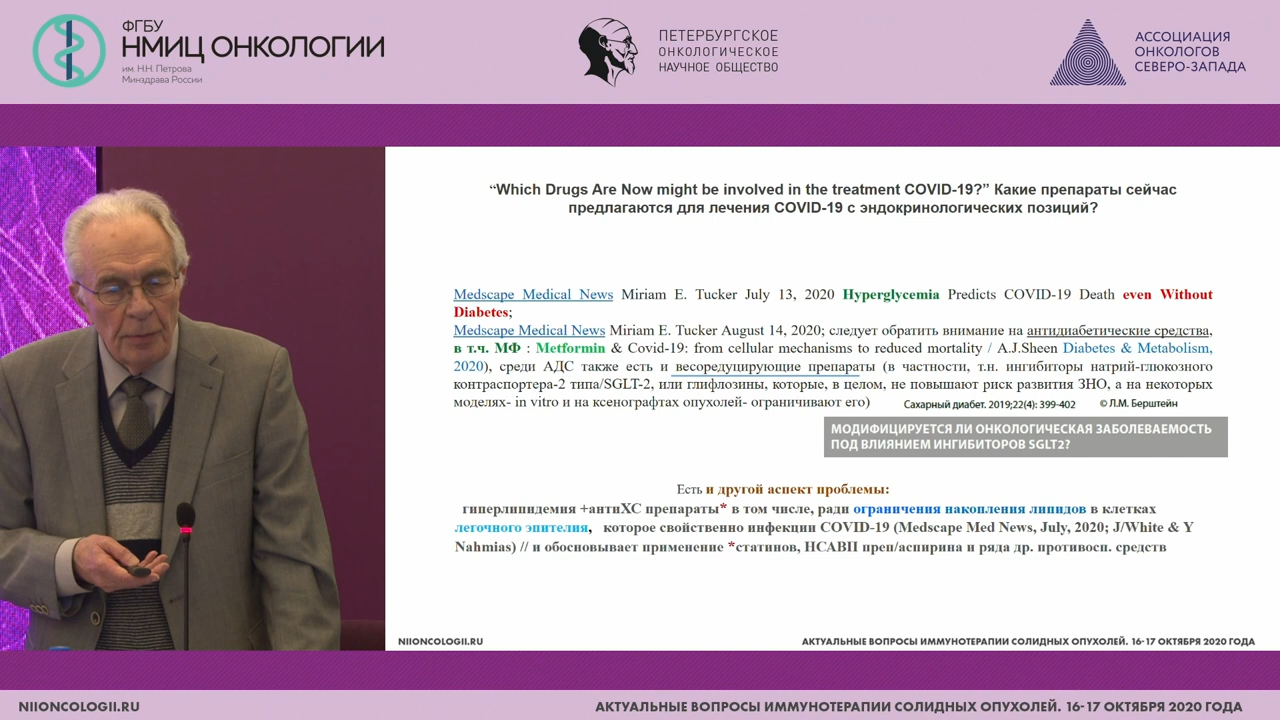 ФГБУ
НМИЦ ОНКОЛОГИИ
им. Н.Н. Петрова
Минздрава России
ПЕТЕРБУРГСКОЕ
ОНКОЛОГИЧЕСКОЕ
НАУЧНОЕ ОБЩЕСТВО
АССОЦИАЦИЯ
ОНКОЛОГОВ
СЕВЕРО-ЗАПАДА
“Which Drugs Are Now might be involved in the treatment COVID-19?” Какие препараты сейчас
предлагаются для лечения COVID-19 с эндокринологических позиций?
Medscape Medical News Miriam E. Tucker July 13, 2020 Hyperglycemia Predicts COVID-19 Death even Without
Diabetes;
Medscape Medical News Miriam E. Tucker August 14, 2020; следует обратить внимание на антидиабетические средства,
в т.ч. МФ : Metformin & Covid-19: from cellular mechanisms to reduced mortality / A.J.Sheen Diabetes & Metabolism,
2020), среди АДС также есть и весоредуцирующие препараты (в частности, т.н. ингибиторы натрий-глюкозного
контраспортера-2 типа/SGLT-2, или глифлозины, которые, в целом, не повышают риск развития ЗНО, а на некоторых
моделях- in vitro и на ксенографтах опухолей- ограничивают его)
Сахарный диабет. 2019;22(4): 399-402 © Л.М. Берштейн
МОДИФИЦИРУЕТСЯ ЛИ ОНКОЛОГИЧЕСКАЯ ЗАБОЛЕВАЕМОСТЬ
ПОД ВЛИЯНИЕМ ИНГИБИТОРОВ SGLT2?
Есть и другой аспект проблемы:
гиперлипидемия +антиХС препараты* в том числе, ради ограничения накопления липидов в клетках
легочного эпителия, которое свойственно инфекции COVID-19 (Medscape Med News, July, 2020; J/White & Y
Nahmias) // и обосновывает применение *статинов, НСАВП преп/аспирина и ряда др. противосп. средств
NIIONCOLOGII.RU
АКТУАЛЬНЫЕ ВОПРОСЫ ИММУНОТЕРАПИИ СОЛИДНЫХ ОПУХОЛЕЙ. 16-17 ОКТЯБРЯ 2020 ГОДА
NIIONCOLOGII.RU
АКТУАЛЬНЫЕ ВОПРОСЫ ИММУНОТЕРАПИИ СОЛИДНЫХ ОПУХОЛЕЙ. 16-17 ОКТЯБРЯ 2020 ГОДА